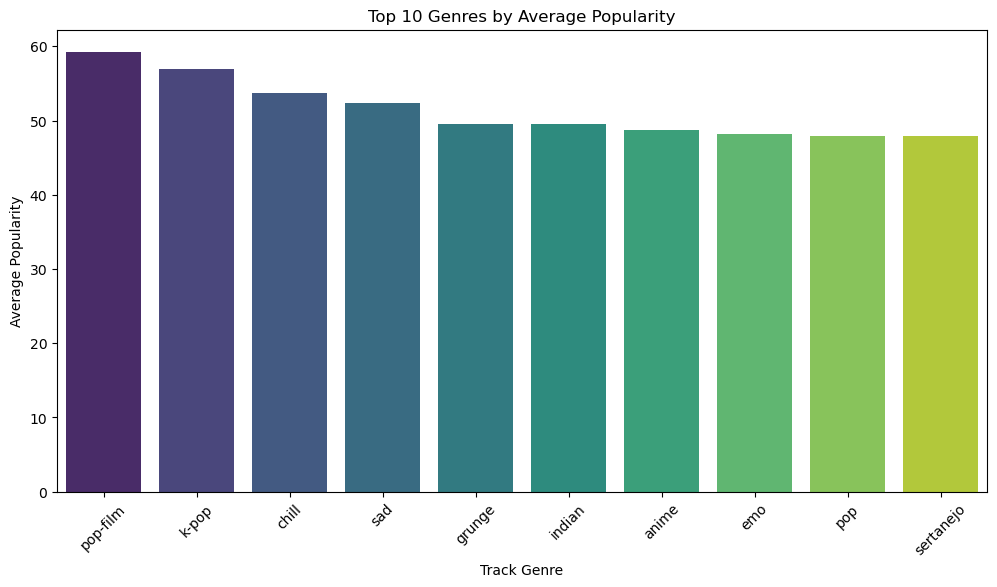 Top 10 Genres by Average Popularity
Average Popularity
60
50
40
30
20
10
0
pop-film
k-pop
chill
sad
grunge
indian
anime
emo
pop
sertanejo
Track Genre